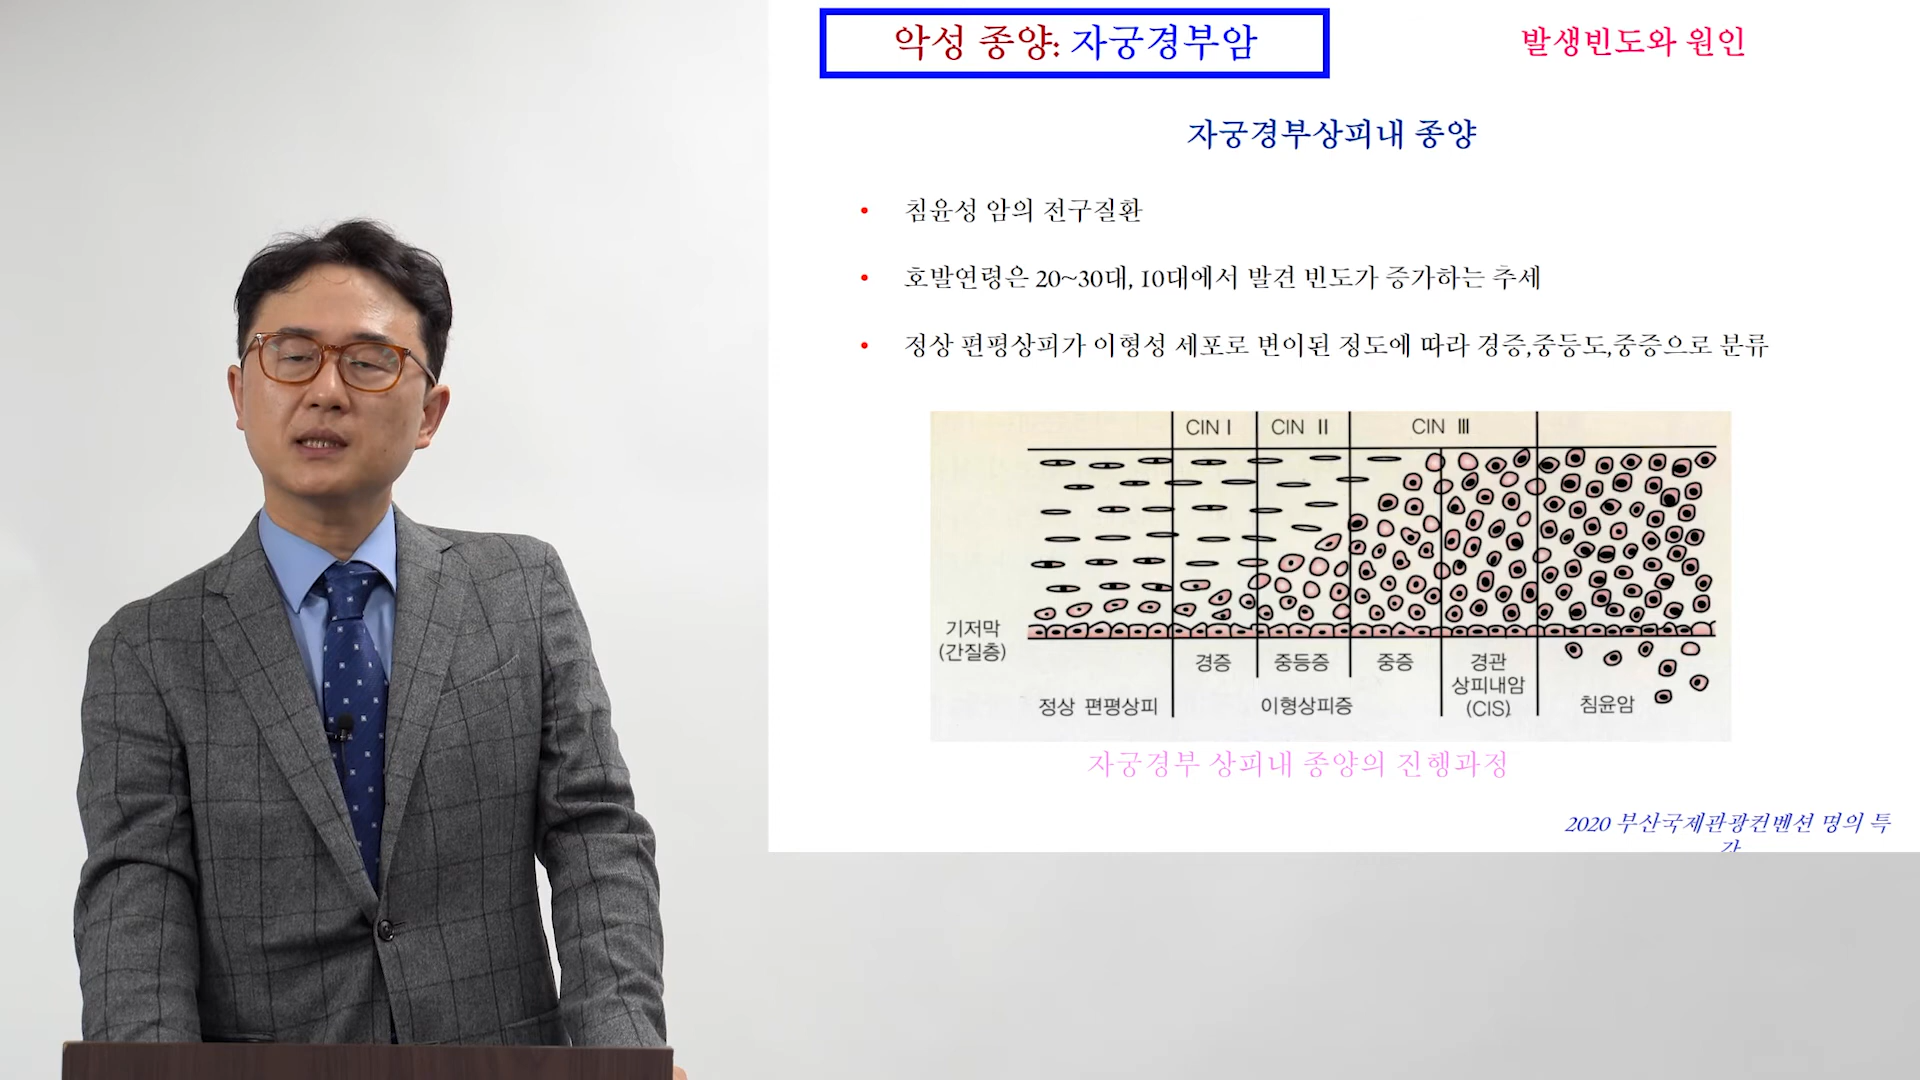 악성 종양: 자궁경부암
발생빈도와 원인
자궁경부상피내 종양
• 침윤성 암의 전구질환
• 호발연령은 20~30대, 10대에서 발견 빈도가 증가하는 추세
• 정상 편평상피가 이형성 세포로 변이된 정도에 따라 경증,중등도,중증으로 분류
CIN I CIN II CIN III
기저막
(간질층)
경증 중등증 중증 경관
상피내암
(CIS)
정상 편평상피 이형상피증 침윤암
자궁경부 상피내 종양의 진행과정
2020 부산국제관광컨벤션 명의 특
강